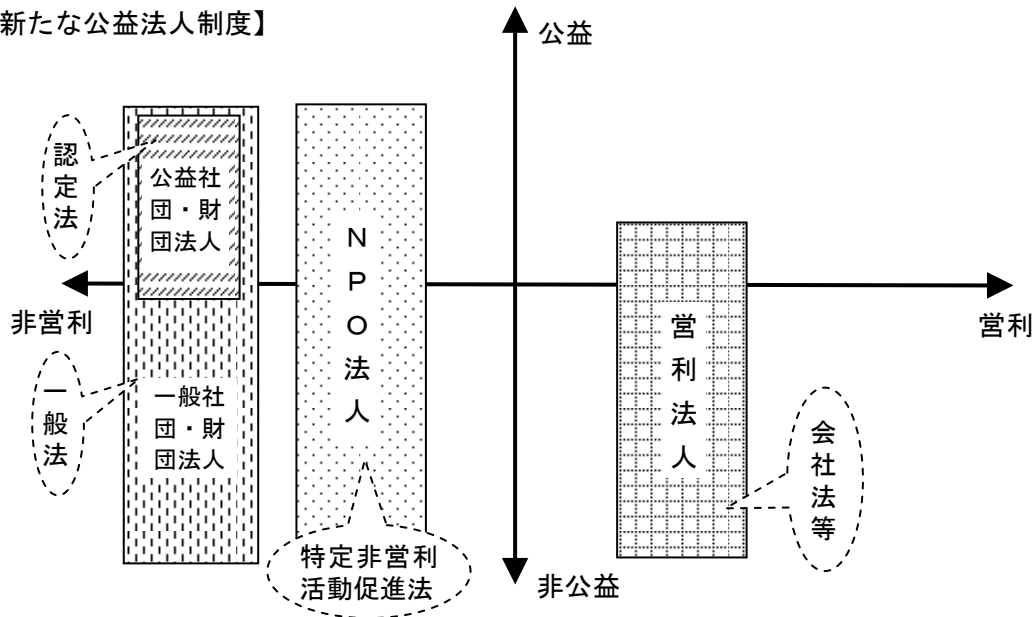 新たな公益法人制度】
公益
認定法
公益社
団・財
団法人
NPO法人
非営利
営利
営利法人
一般法
一般社
団・財
団法人
会社法等
特定非営利
活動促進法
非公益